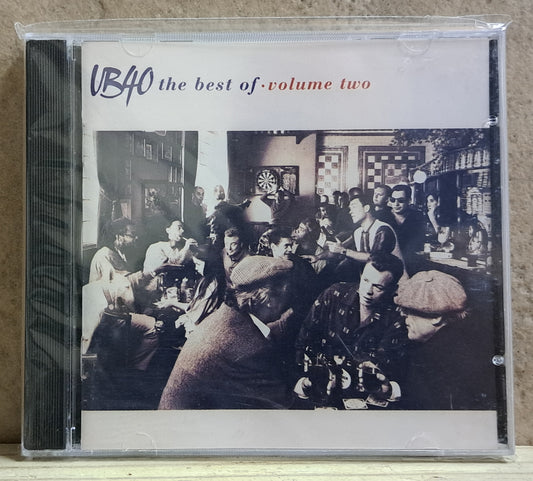 UB40 the best of · volume two